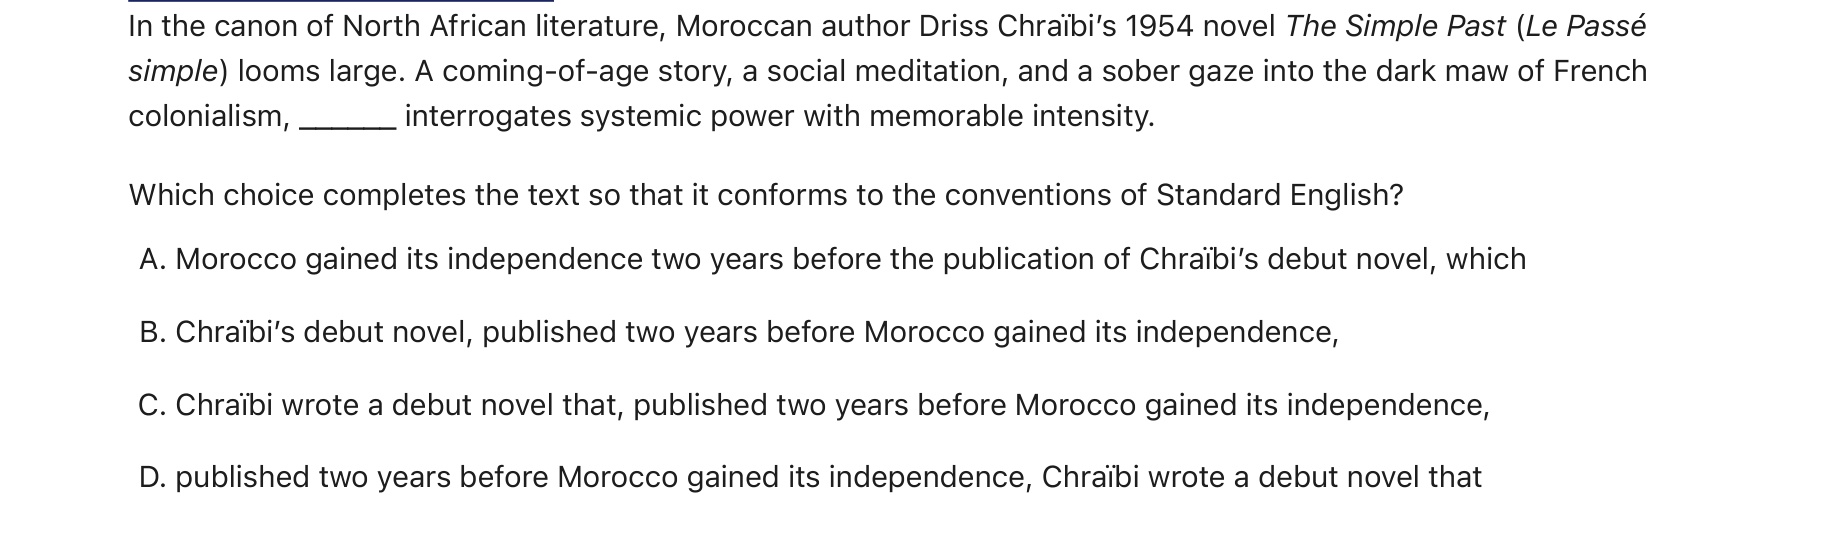 In the canon of North African literature, Moroccan author Driss Chraïbi’s 1954 novel The Simple Past (Le Passé
simple) looms large. A coming-of-age story, a social meditation, and a sober gaze into the dark maw of French
colonialism, ______ interrogates systemic power with memorable intensity.
Which choice completes the text so that it conforms to the conventions of Standard English?
A. Morocco gained its independence two years before the publication of Chraïbi’s debut novel, which
B. Chraïbi’s debut novel, published two years before Morocco gained its independence,
C. Chraïbi wrote a debut novel that, published two years before Morocco gained its independence,
D. published two years before Morocco gained its independence, Chraïbi wrote a debut novel that